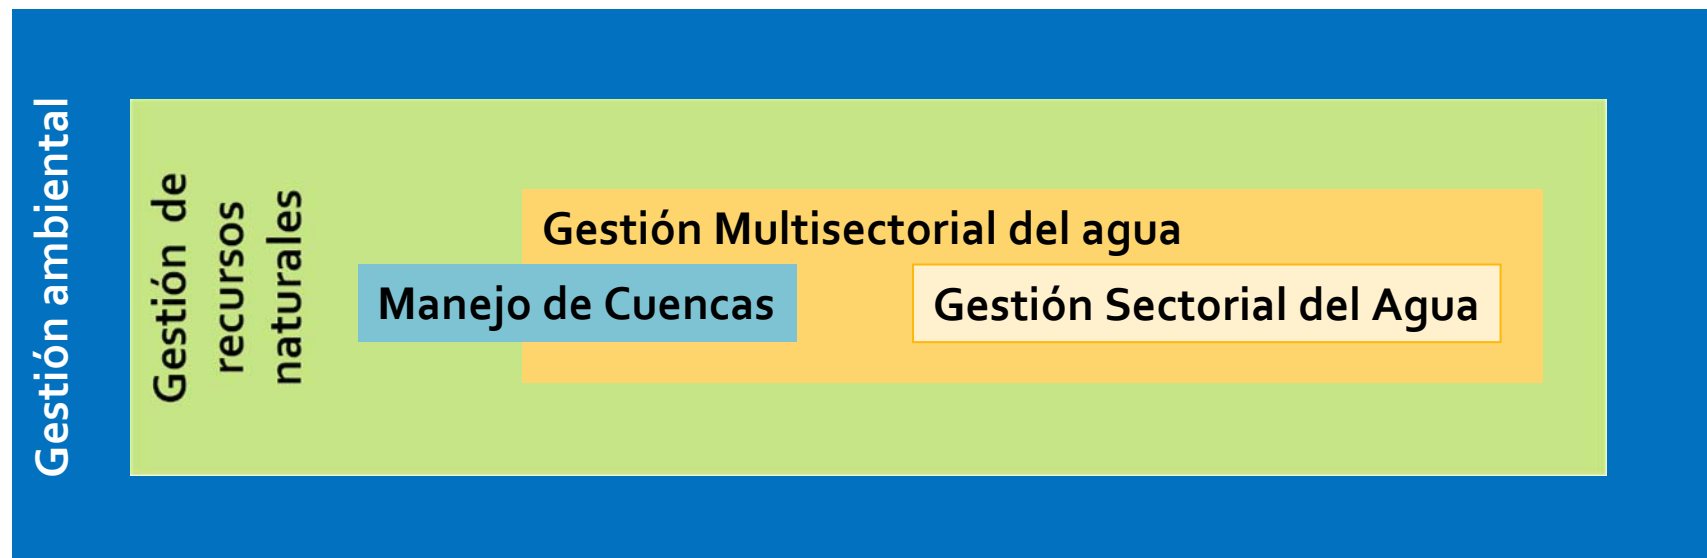 Gestión ambiental
Gestión de
recursos
naturales
Gestión Multisectorial del agua
Manejo de Cuencas
Gestión Sectorial del Agua